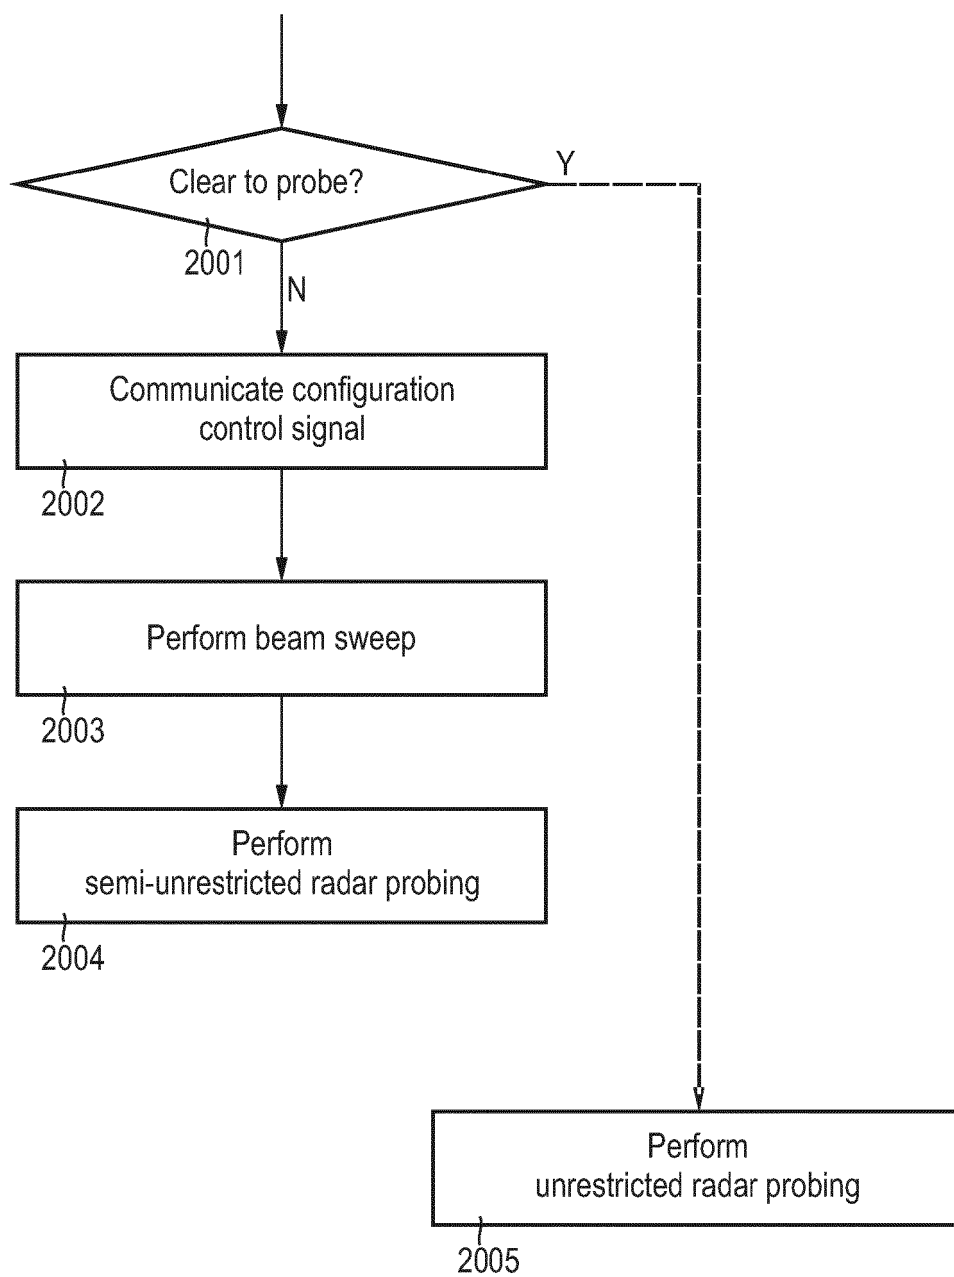 Clear to probe?
Y
2001
N
Communicate configuration
control signal
2002
Perform beam sweep
2003
Perform
semi-unrestricted radar probing
2004
Perform
unrestricted radar probing
2005